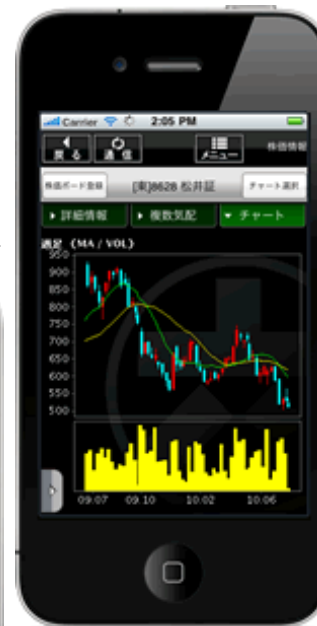 Carrier 2:05 PM
戻る 通信 メニュー 株価情報
株価ボード登録 [東]8628 松井証 チャート選択
詳細情報 複数気配 チャート
週足 (MA / VOL)
950
900
850
800
750
700
650
600
550
500
09.07 09.10 10.02 10.06